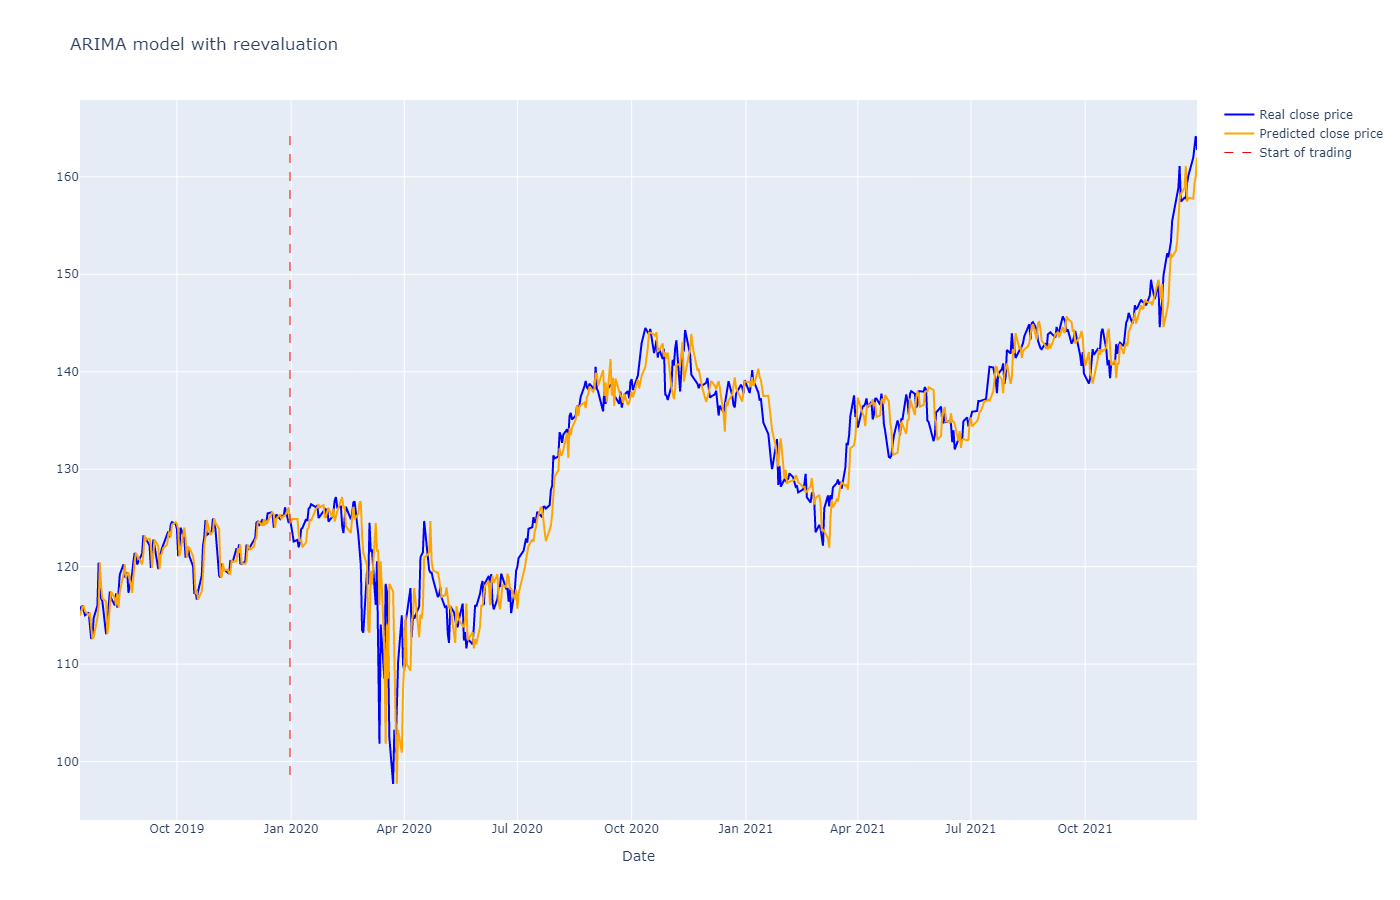 ARIMA model with reevaluation
Real close price
Predicted close price
Start of trading
160
150
140
130
120
110
100
Oct 2019
Jan 2020
Apr 2020
Jul 2020
Oct 2020
Jan 2021
Apr 2021
Jul 2021
Oct 2021
Date